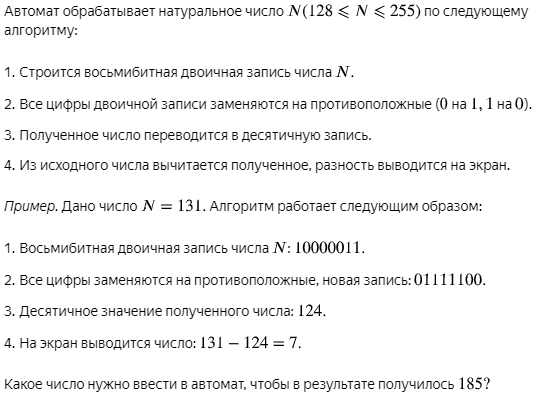 Автомат обрабатывает натуральное число N(128 ⩽ N ⩽ 255) по следующему
алгоритму:
1. Строится восьмибитная двоичная запись числа N.
2. Все цифры двоичной записи заменяются на противоположные (0 на 1, 1 на 0).
3. Полученное число переводится в десятичную запись.
4. Из исходного числа вычитается полученное, разность выводится на экран.
Пример. Дано число N = 131. Алгоритм работает следующим образом:
1. Восьмибитная двоичная запись числа N: 10000011.
2. Все цифры заменяются на противоположные, новая запись: 01111100.
3. Десятичное значение полученного числа: 124.
4. На экран выводится число: 131 − 124 = 7.
Какое число нужно ввести в автомат, чтобы в результате получилось 185?